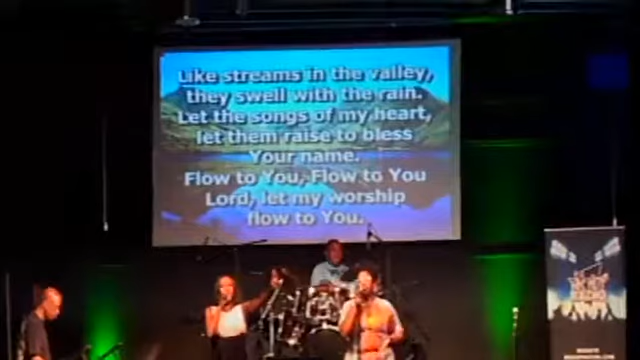 Like streams in the valley,
they swell with the rain.
Let the songs of my heart,
let them raise to bless
Your name.
Flow to You, Flow to You
Lord, let my worship
flow to You.